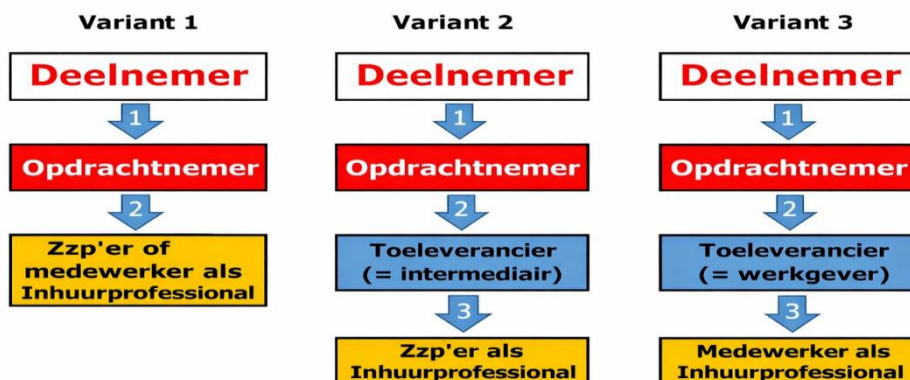 Variant 1
Deelnemer
1
Opdrachtnemer
2
Zzp'er of
medewerker als
Inhuurprofessional
Variant 2
Deelnemer
1
Opdrachtnemer
2
Toeleverancier
(= intermediair)
3
Zzp'er als
Inhuurprofessional
Variant 3
Deelnemer
1
Opdrachtnemer
2
Toeleverancier
(= werkgever)
3
Medewerker als
Inhuurprofessional